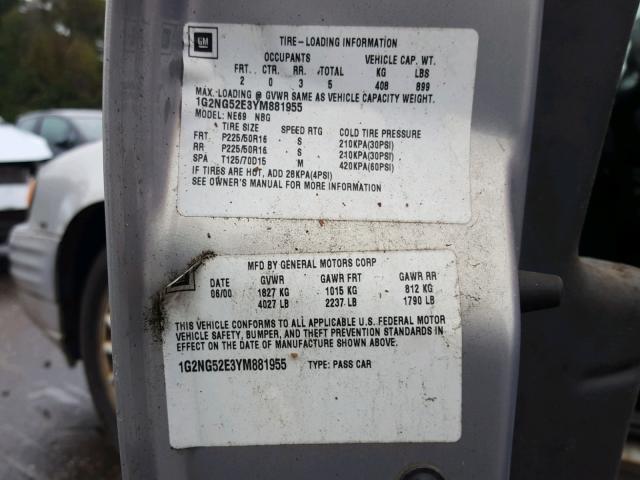 GM
TIRE-LOADING INFORMATION
OCCUPANTS VEHICLE CAP. WT.
FRT. CTR. RR. TOTAL KG LBS
2 0 3 5 408 899
MAX. LOADING @ GVWR SAME AS VEHICLE CAPACITY WEIGHT.
1G2NG52E3YM881955
MODEL: NE69 NBG
TIRE SIZE SPEED RTG COLD TIRE PRESSURE
FRT. P225/50R16 S 210KPA(30PSI)
RR P225/50R16 S 210KPA(30PSI)
SPA T125/70D15 M 420KPA(60PSI)
IF TIRES ARE HOT, ADD 28KPA(4PSI)
SEE OWNER'S MANUAL FOR MORE INFORMATION
MFD BY GENERAL MOTORS CORP
DATE GVWR GAWR FRT GAWR RR
06/00 1827 KG 1015 KG 812 KG
4027 LB 2237 LB 1790 LB
THIS VEHICLE CONFORMS TO ALL APPLICABLE U.S. FEDERAL MOTOR
VEHICLE SAFETY, BUMPER, AND THEFT PREVENTION STANDARDS IN
EFFECT ON THE DATE OF MANUFACTURE SHOWN ABOVE.
1G2NG52E3YM881955 TYPE: PASS CAR